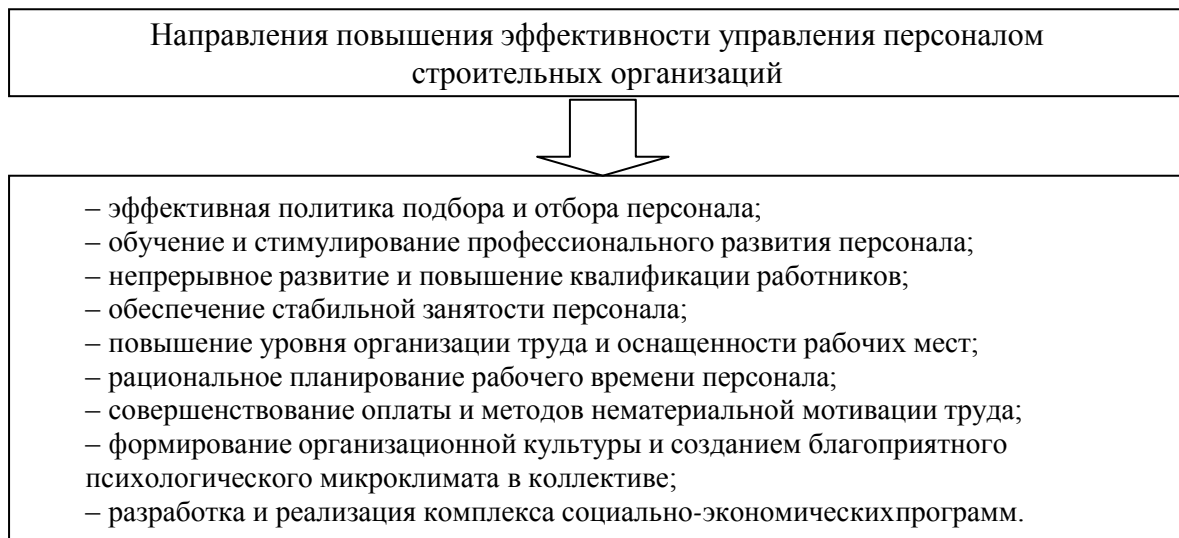 Направления повышения эффективности управления персоналом
строительных организаций
– эффективная политика подбора и отбора персонала;
– обучение и стимулирование профессионального развития персонала;
– непрерывное развитие и повышение квалификации работников;
– обеспечение стабильной занятости персонала;
– повышение уровня организации труда и оснащенности рабочих мест;
– рациональное планирование рабочего времени персонала;
– совершенствование оплаты и методов нематериальной мотивации труда;
– формирование организационной культуры и созданием благоприятного
психологического микроклимата в коллективе;
– разработка и реализация комплекса социально-экономическихпрограмм.